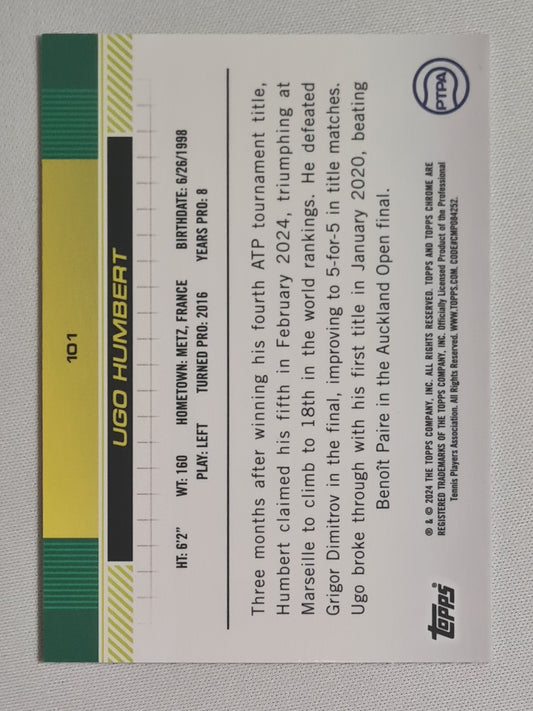 101
UGO HUMBERT
HT: 6'2" WT: 160 HOMETOWN: METZ, FRANCE BIRTHDATE: 6/26/1998
PLAY: LEFT TURNED PRO: 2016 YEARS PRO: 8
Three months after winning his fourth ATP tournament title,
Humbert claimed his fifth in February 2024, triumphing at
Marseille to climb to 18th in the world rankings. He defeated
Grigor Dimitrov in the final, improving to 5-for-5 in title matches.
Ugo broke through with his first title in January 2020, beating
Benoît Paire in the Auckland Open final.
topps®
® & © 2024 THE TOPPS COMPANY, INC. ALL RIGHTS RESERVED. TOPPS AND TOPPS CHROME ARE
REGISTERED TRADEMARKS OF THE TOPPS COMPANY, INC. Officially Licensed Product of the Professional
Tennis Players Association. All Rights Reserved. WWW.TOPPS.COM. CODE#CMP084252.
PTPA